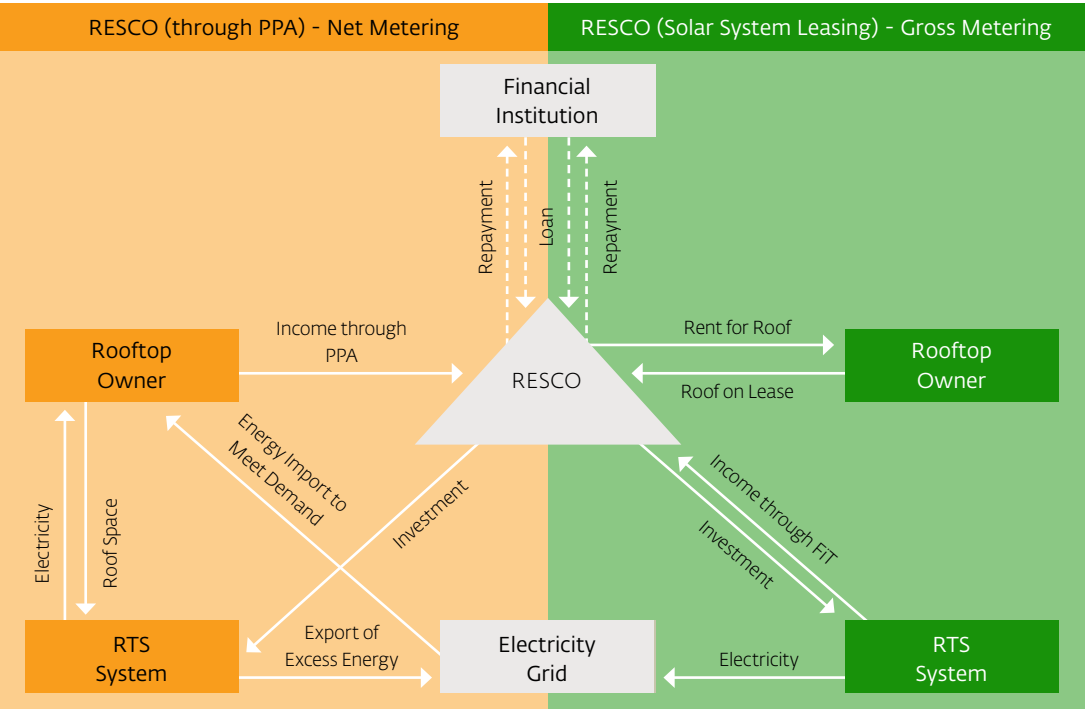 RESCO (through PPA) - Net Metering
RESCO (Solar System Leasing) - Gross Metering
Financial
Institution
Repayment
Loan
Repayment
Rooftop
Owner
Income through
PPA
RESCO
Rent for Roof
Roof on Lease
Rooftop
Owner
Electricity
Roof Space
Energy Import to
Meet Demand
Investment
Income through FiT
Investment
RTS
System
Export of
Excess Energy
Electricity
Grid
Electricity
RTS
System